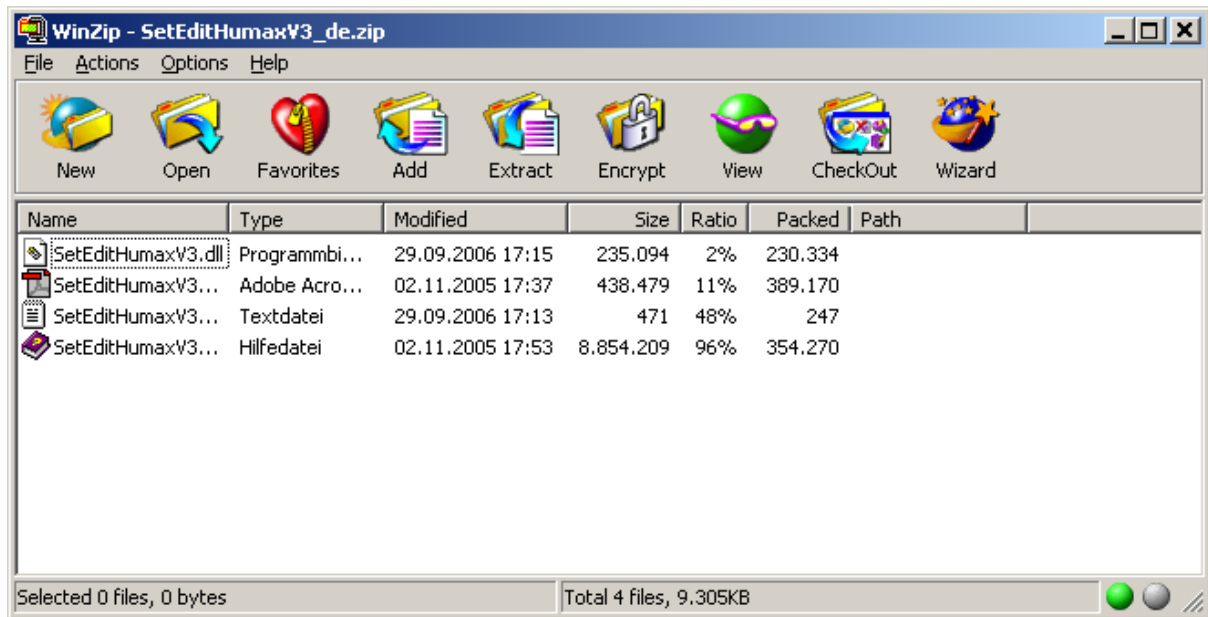 WinZip - SetEditHumaxV3_de.zip
File Actions Options Help
New Open Favorites Add Extract Encrypt View CheckOut Wizard
Name Type Modified Size Ratio Packed Path
SetEditHumaxV3.dll Programmbi... 29.09.2006 17:15 235.094 2% 230.334
SetEditHumaxV3... Adobe Acro... 02.11.2005 17:37 438.479 11% 389.170
SetEditHumaxV3... Textdatei 29.09.2006 17:13 471 48% 247
SetEditHumaxV3... Hilfedatei 02.11.2005 17:53 8.854.209 96% 354.270
Selected 0 files, 0 bytes Total 4 files, 9.305KB